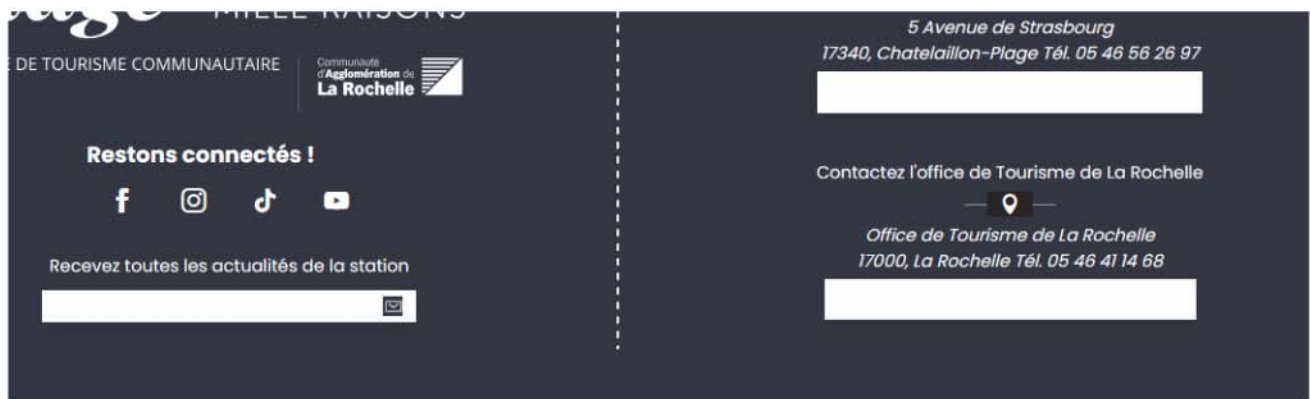 MILLE RAISONS
DE TOURISME COMMUNAUTAIRE
Communauté
d'Agglomération de
La Rochelle
Restons connectés !
Recevez toutes les actualités de la station
5 Avenue de Strasbourg
17340, Chatelaillon-Plage Tél. 05 46 56 26 97
Contactez l'office de Tourisme de La Rochelle
Office de Tourisme de La Rochelle
17000, La Rochelle Tél. 05 46 41 14 68